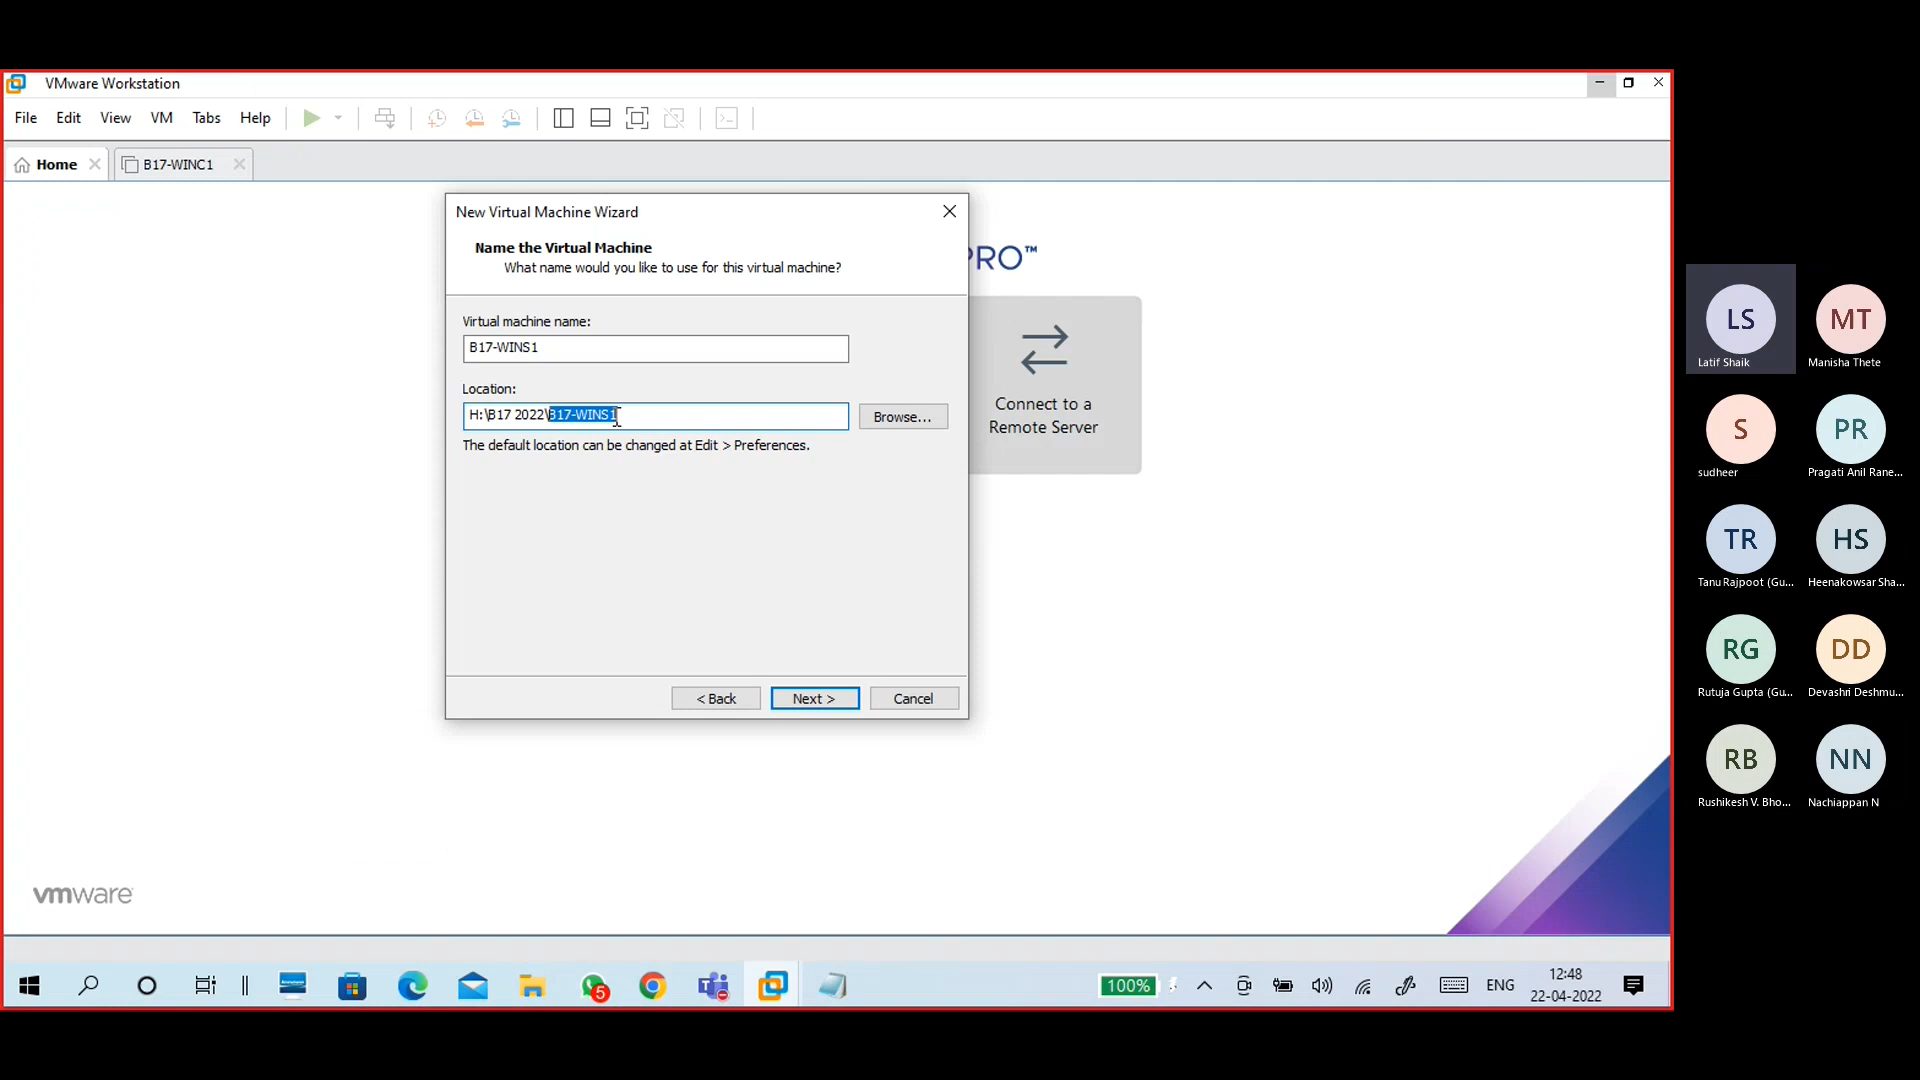 VMware Workstation
File Edit View VM Tabs Help
Home B17-WINC1
New Virtual Machine Wizard
Name the Virtual Machine
What name would you like to use for this virtual machine?
PRO™
Virtual machine name:
B17-WINS1
Location:
H:\B17 2022\B17-WINS1
Browse...
The default location can be changed at Edit > Preferences.
Connect to a
Remote Server
< Back Next > Cancel
vmware
100% ENG 12:48
22-04-2022
5
LS MT
Latif Shaik Manisha Thete
S PR
sudheer Pragati Anil Rane...
TR HS
Tanu Rajpoot (Gu... Heenakowsar Sha...
RG DD
Rutuja Gupta (Gu... Devashri Deshmu...
RB NN
Rushikesh V. Bho... Nachiappan N